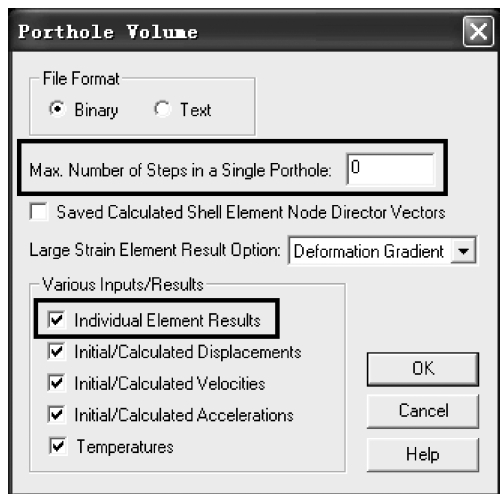 Porthole Volume
File Format
Binary Text
Max. Number of Steps in a Single Porthole: 0
Saved Calculated Shell Element Node Director Vectors
Large Strain Element Result Option: Deformation Gradient
Various Inputs/Results
Individual Element Results
Initial/Calculated Displacements
Initial/Calculated Velocities
Initial/Calculated Accelerations
Temperatures
OK
Cancel
Help